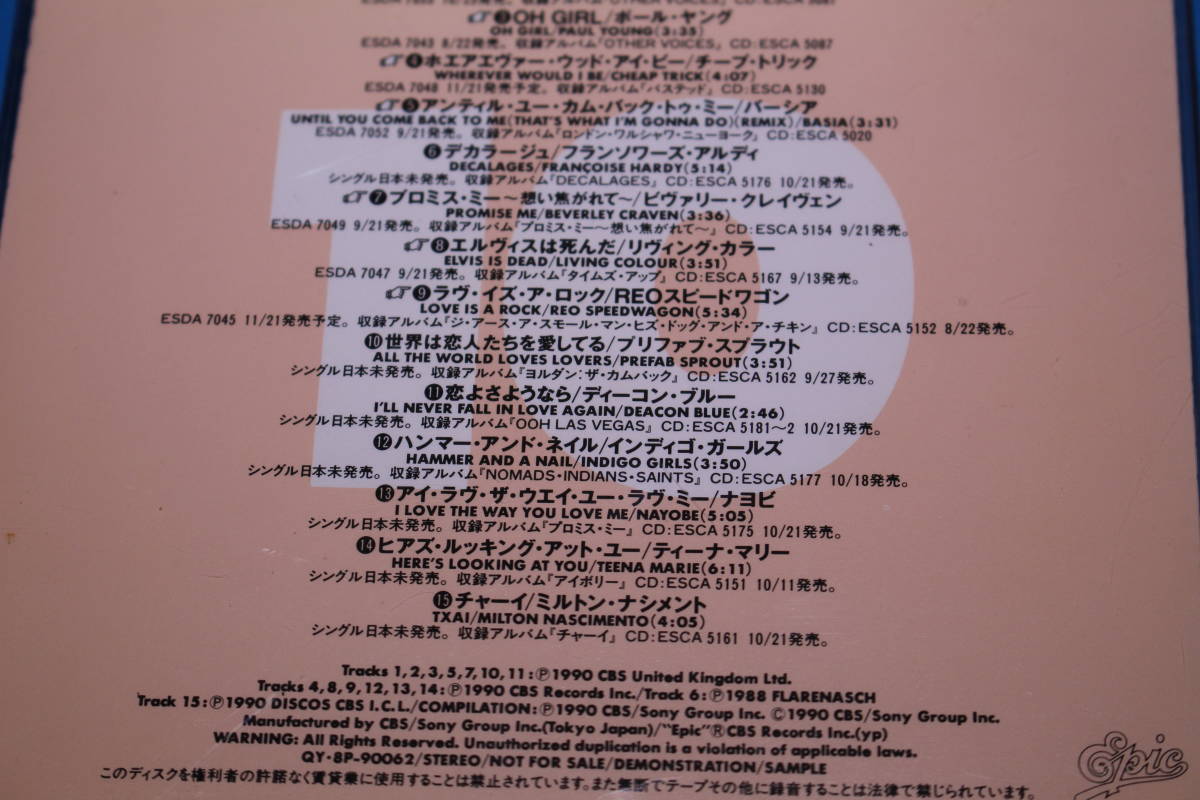 ☞❸OH GIRL/ポール・ヤング
OH GIRL/PAUL YOUNG(3:35)
ESDA 7043 8/22発売。収録アルバム『OTHER VOICES』 CD:ESCA 5087
☞❹ホエアエヴァー・ウッド・アイ・ビー/チープ・トリック
WHEREVER WOULD I BE/CHEAP TRICK(4:07)
ESDA 7048 11/21発売予定。収録アルバム『バステッド』 CD:ESCA 5130
☞❺アンティル・ユー・カム・バック・トゥ・ミー/バーシア
UNTIL YOU COME BACK TO ME(THAT'S WHAT I'M GONNA DO)(REMIX)/BASIA(3:31)
ESDA 7052 9/21発売。収録アルバム『ロンドン・ワルシャワ・ニューヨーク』 CD:ESCA 5020
❻デカラージュ/フランソワーズ・アルディ
DECALAGES/FRANÇOISE HARDY(5:14)
シングル日本未発売。収録アルバム『DECALAGES』 CD:ESCA 5176 10/21発売。
☞❼プロミス・ミー〜想い焦がれて〜/ビヴァリー・クレイヴェン
PROMISE ME/BEVERLEY CRAVEN(3:36)
ESDA 7049 9/21発売。収録アルバム『プロミス・ミー〜想い焦がれて〜』 CD:ESCA 5154 9/21発売。
☞❽エルヴィスは死んだ/リヴィング・カラー
ELVIS IS DEAD/LIVING COLOUR(3:51)
ESDA 7047 9/21発売。収録アルバム『タイムズ・アップ』 CD:ESCA 5167 9/13発売。
☞❾ラヴ・イズ・ア・ロック/REOスピードワゴン
LOVE IS A ROCK/REO SPEEDWAGON(5:34)
ESDA 7045 11/21発売予定。収録アルバム『ジ・アース・ア・スモール・マン・ヒズ・ドッグ・アンド・ア・チキン』 CD:ESCA 5152 8/22発売。
❿世界は恋人たちを愛してる/プリファブ・スプラウト
ALL THE WORLD LOVES LOVERS/PREFAB SPROUT(3:51)
シングル日本未発売。収録アルバム『ヨルダン:ザ・カムバック』 CD:ESCA 5162 9/27発売。
⓫恋よさようなら/ディーコン・ブルー
I'LL NEVER FALL IN LOVE AGAIN/DEACON BLUE(2:46)
シングル日本未発売。収録アルバム『OOH LAS VEGAS』 CD:ESCA 5181〜2 10/21発売。
⓬ハンマー・アンド・ネイル/インディゴ・ガールズ
HAMMER AND A NAIL/INDIGO GIRLS(3:50)
シングル日本未発売。収録アルバム『NOMADS・INDIANS・SAINTS』 CD:ESCA 5177 10/18発売。
⓭アイ・ラヴ・ザ・ウエイ・ユー・ラヴ・ミー/ナヨビ
I LOVE THE WAY YOU LOVE ME/NAYOBE(5:05)
シングル日本未発売。収録アルバム『プロミス・ミー』 CD:ESCA 5175 10/21発売。
⓮ヒアズ・ルッキング・アット・ユー/ティーナ・マリー
HERE'S LOOKING AT YOU/TEENA MARIE(6:11)
シングル日本未発売。収録アルバム『アイボリー』 CD:ESCA 5151 10/11発売。
⓯チャーイ/ミルトン・ナシメント
TXAI/MILTON NASCIMENTO(4:05)
シングル日本未発売。収録アルバム『チャーイ』 CD:ESCA 5161 10/21発売。
Tracks 1,2,3,5,7,10,11:Ⓟ1990 CBS United Kingdom Ltd.
Tracks 4,8,9,12,13,14:Ⓟ1990 CBS Records Inc./Track 6:Ⓟ1988 FLARENASCH
Track 15:Ⓟ1990 DISCOS CBS I.C.L./COMPILATION:Ⓟ1990 CBS/Sony Group Inc. ©1990 CBS/Sony Group Inc.
Manufactured by CBS/Sony Group Inc.(Tokyo Japan)/"Epic"®CBS Records Inc.(yp)
WARNING: All Rights Reserved. Unauthorized duplication is a violation of applicable laws.
QY・8P-90062/STEREO/NOT FOR SALE/DEMONSTRATION/SAMPLE
このディスクを権利者の許諾なく賃貸業に使用することは禁止されています。また無断でテープその他に録音することは法律で禁じられています。
Epic